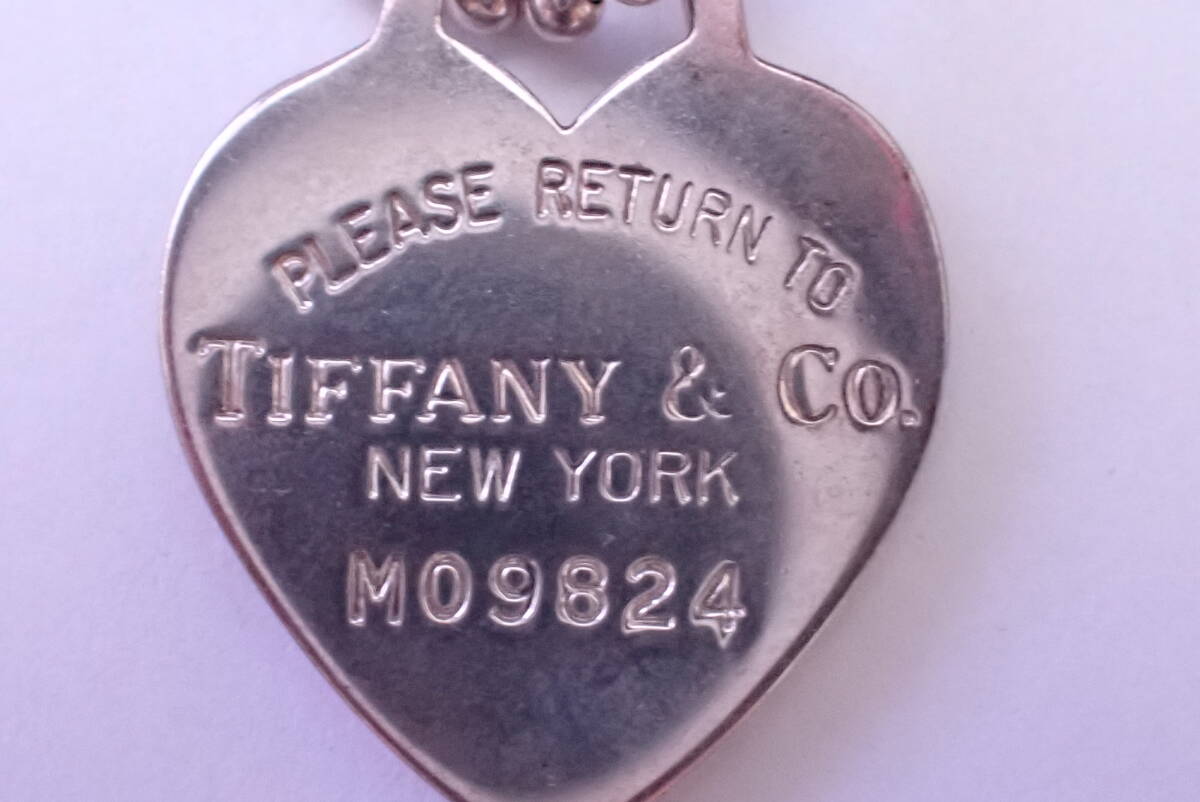 PLEASE RETURN TO
TIFFANY & CO.
NEW YORK
M09824